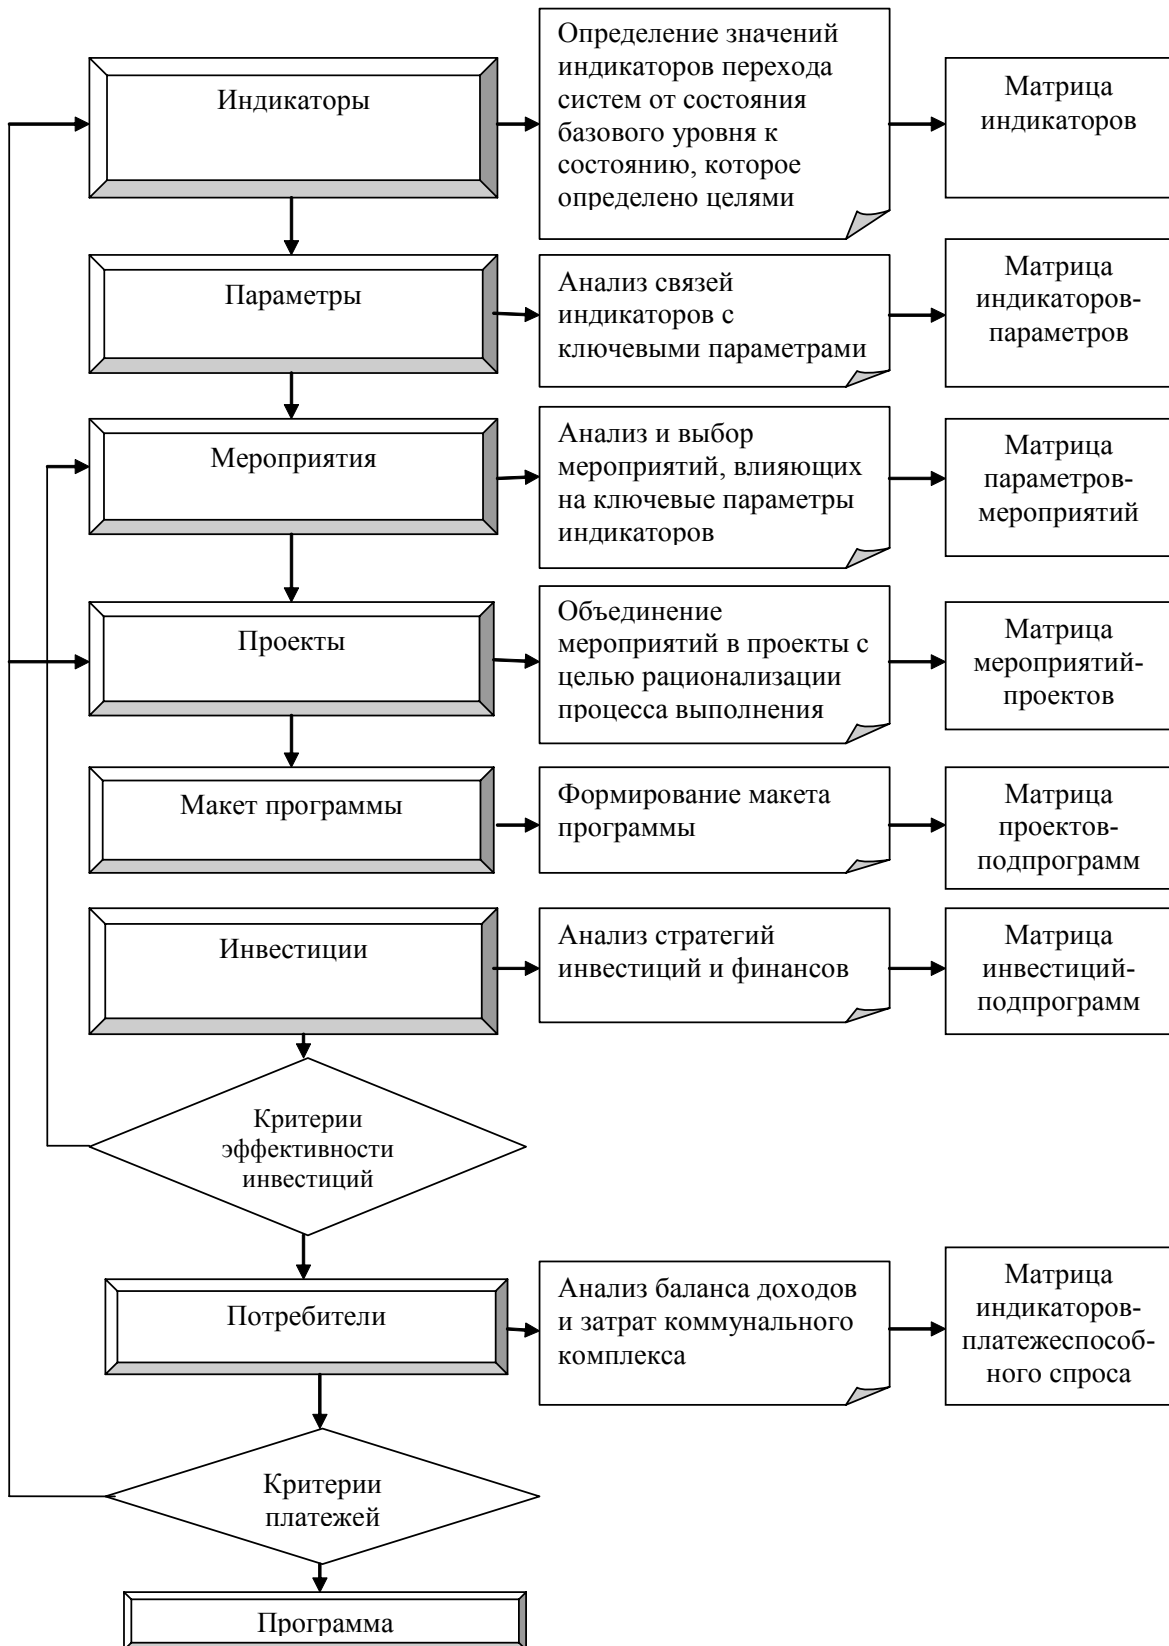 Индикаторы
Определение значений
индикаторов перехода
систем от состояния
базового уровня к
состоянию, которое
определено целями
Матрица
индикаторов
Параметры
Анализ связей
индикаторов с
ключевыми параметрами
Матрица
индикаторов-
параметров
Мероприятия
Анализ и выбор
мероприятий, влияющих
на ключевые параметры
индикаторов
Матрица
параметров-
мероприятий
Проекты
Объединение
мероприятий в проекты с
целью рационализации
процесса выполнения
Матрица
мероприятий-
проектов
Макет программы
Формирование макета
программы
Матрица
проектов-
подпрограмм
Инвестиции
Анализ стратегий
инвестиций и финансов
Матрица
инвестиций-
подпрограмм
Критерии
эффективности
инвестиций
Потребители
Анализ баланса доходов
и затрат коммунального
комплекса
Матрица
индикаторов-
платежеспособ-
ного спроса
Критерии
платежей
Программа